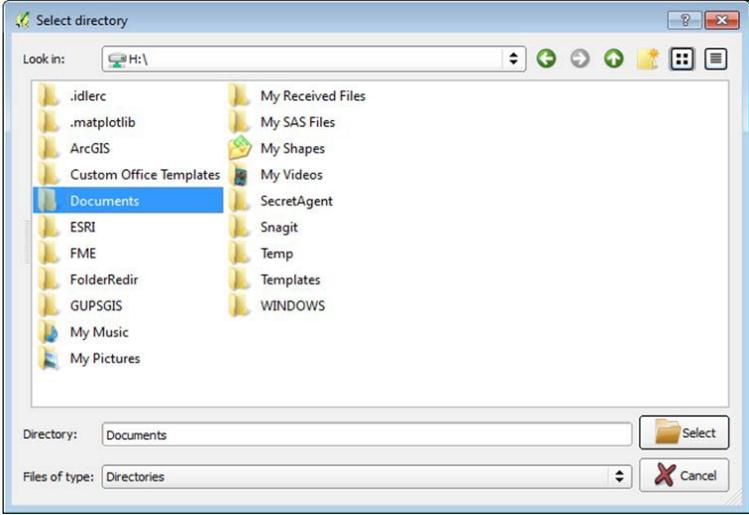 Select directory
Look in:
H:\
.idlerc
.matplotlib
ArcGIS
Custom Office Templates
Documents
ESRI
FME
FolderRedir
GUPSGIS
My Music
My Pictures
My Received Files
My SAS Files
My Shapes
My Videos
SecretAgent
Snagit
Temp
Templates
WINDOWS
Directory: Documents
Select
Files of type: Directories
Cancel